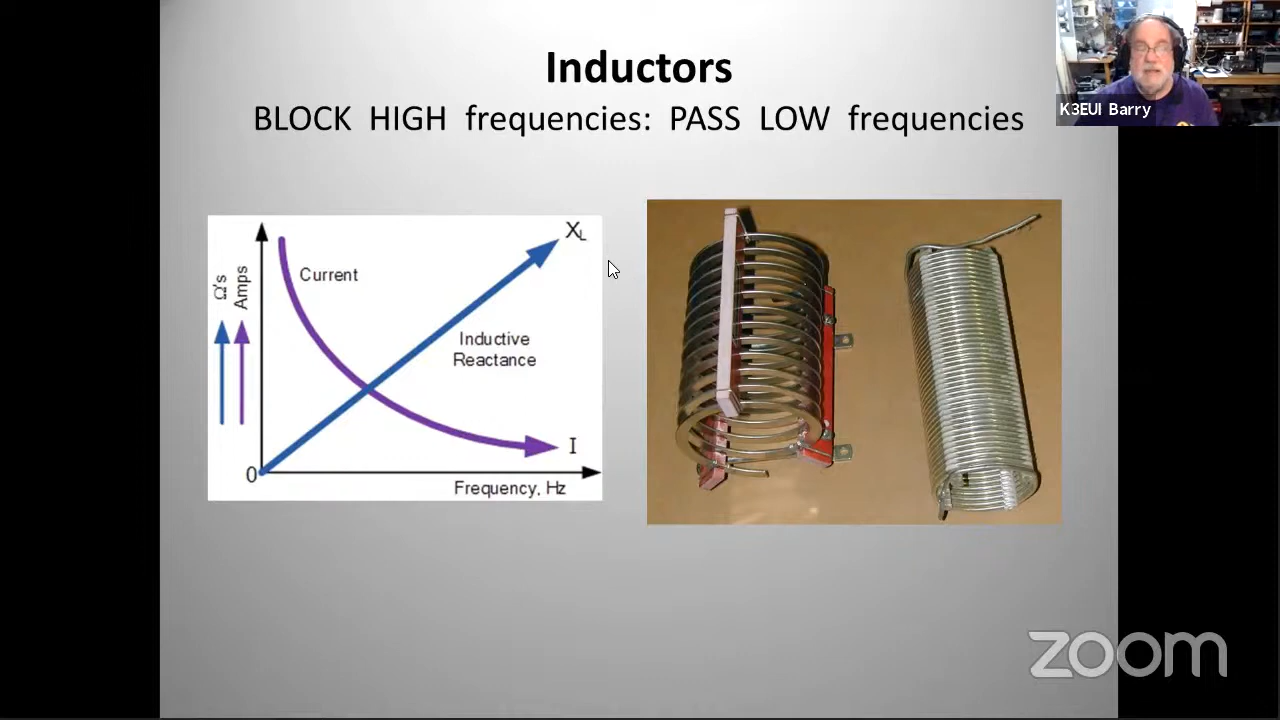 Inductors
BLOCK HIGH frequencies: PASS LOW frequencies
K3EUI Barry
XL
Current
Ω's
Amps
Inductive
Reactance
I
0
Frequency, Hz
zoom